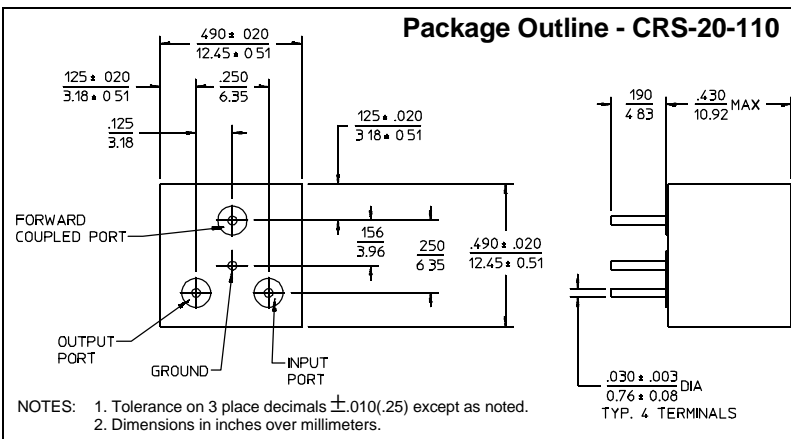 Package Outline - CRS-20-110
490± 020
12.45± 0 51
125± 020
3.18± 0 51
.250
6.35
.125
3.18
125± .020
3 18± 0 51
190
4 83
.430
10.92
MAX
FORWARD
COUPLED PORT
156
3.96
250
6 35
.490± .020
12.45± 0.51
OUTPUT
PORT
GROUND
INPUT
PORT
.030± .003
0.76± 0.08
DIA
TYP. 4 TERMINALS
NOTES: 1. Tolerance on 3 place decimals ±.010(.25) except as noted.
2. Dimensions in inches over millimeters.